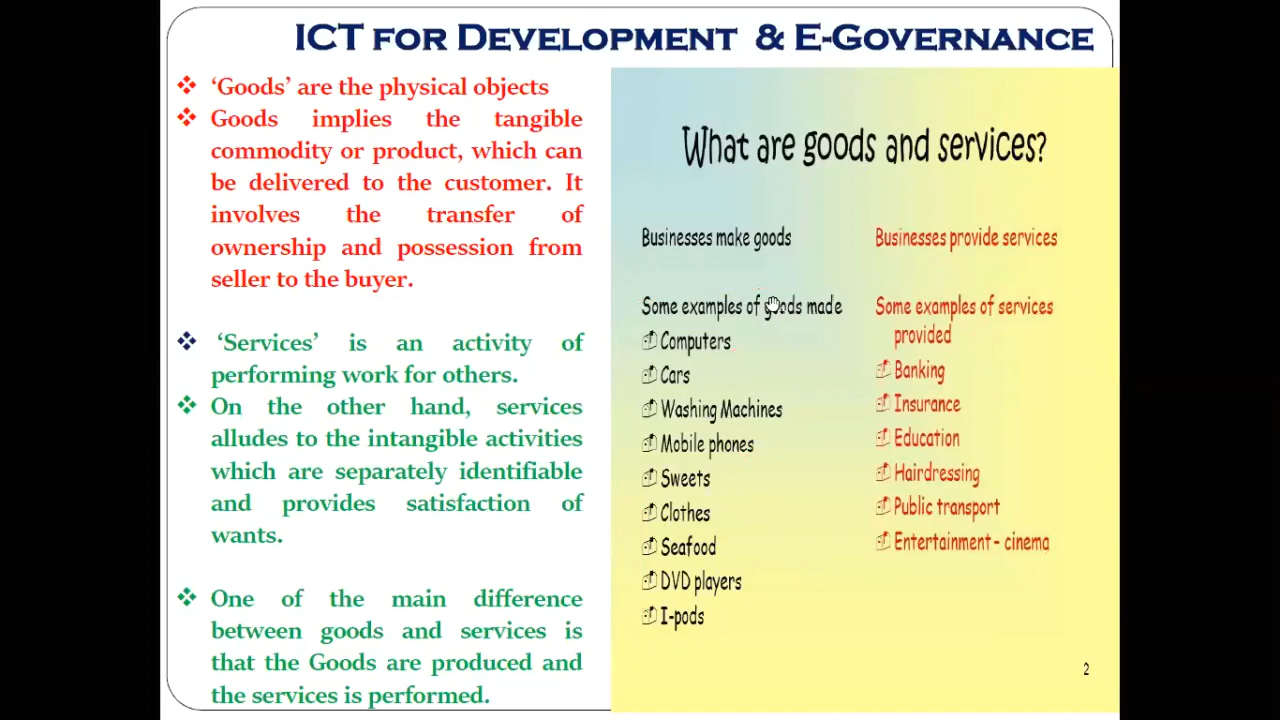 ICT FOR DEVELOPMENT & E-GOVERNANCE
'Goods' are the physical objects
Goods implies the tangible
commodity or product, which can
be delivered to the customer. It
involves the transfer of
ownership and possession from
seller to the buyer.
'Services' is an activity of
performing work for others.
On the other hand, services
alludes to the intangible activities
which are separately identifiable
and provides satisfaction of
wants.
One of the main difference
between goods and services is
that the Goods are produced and
the services is performed.
What are goods and services?
Businesses make goods
Some examples of goods made
Computers
Cars
Washing Machines
Mobile phones
Sweets
Clothes
Seafood
DVD players
I-pods
Businesses provide services
Some examples of services
provided
Banking
Insurance
Education
Hairdressing
Public transport
Entertainment - cinema
2